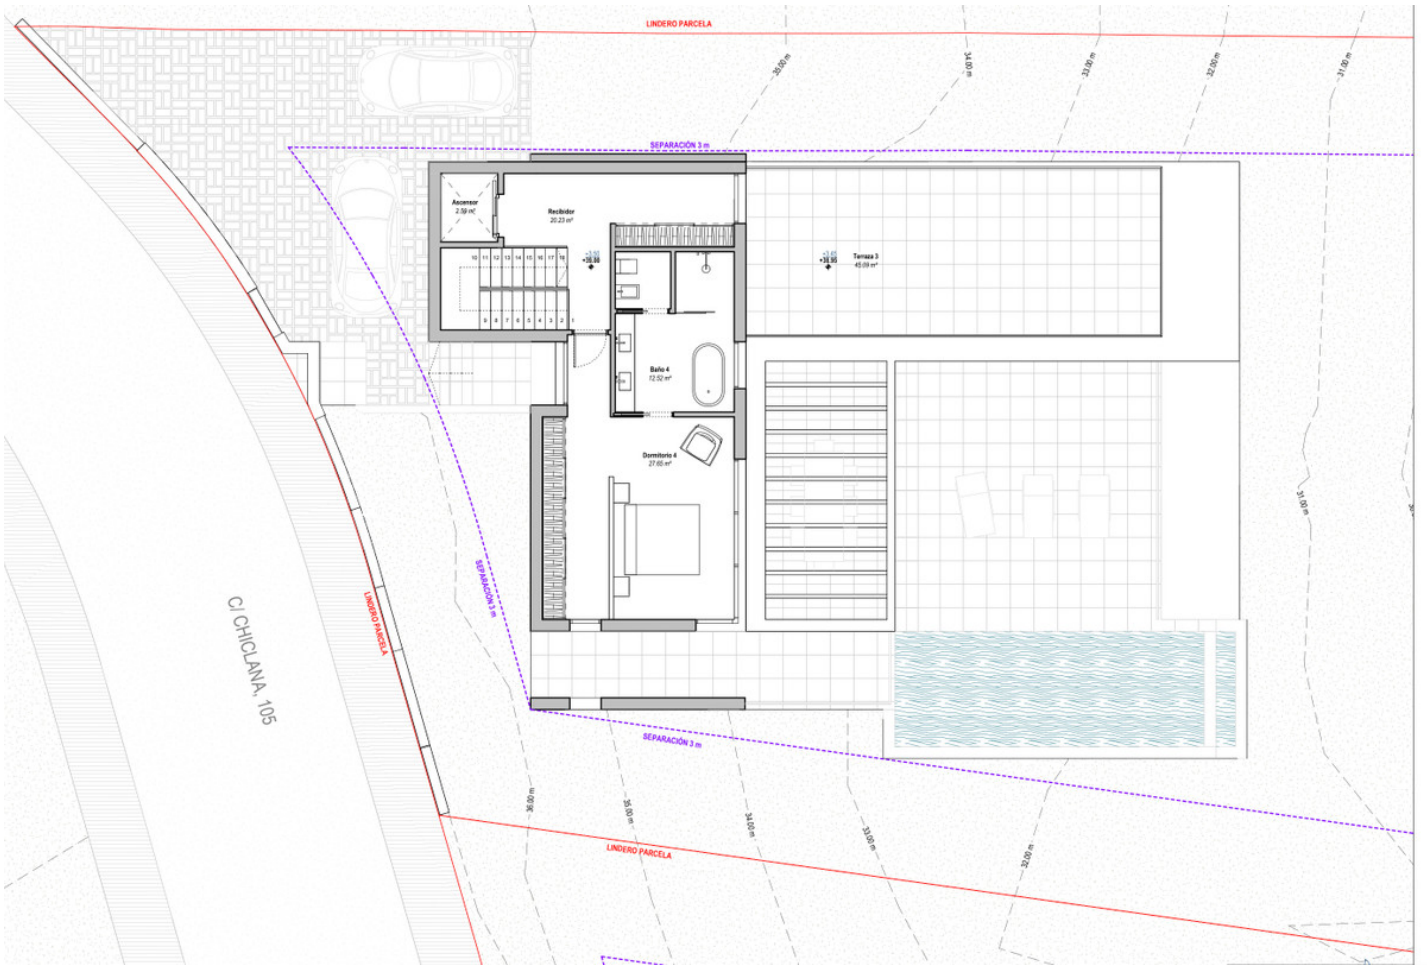 LINDERO PARCELA
35.00 m
34.00 m
33.00 m
32.00 m
31.00 m
SEPARACIÓN 3 m
Ascensor
2.59 m²
Recibidor
20.23 m²
+39.80
+3.65
Terraza 3
45.09 m²
10 11 12 13 14 15 16 17 18
9 8 7 6 5 4 3 2 1
Baño 4
12.52 m²
Dormitorio 4
27.65 m²
31.00 m
SEPARACIÓN 3 m
LINDERO PARCELA
C/ CHICLANA, 105
SEPARACIÓN 3 m
36.00 m
35.00 m
34.00 m
33.00 m
32.00 m
LINDERO PARCELA